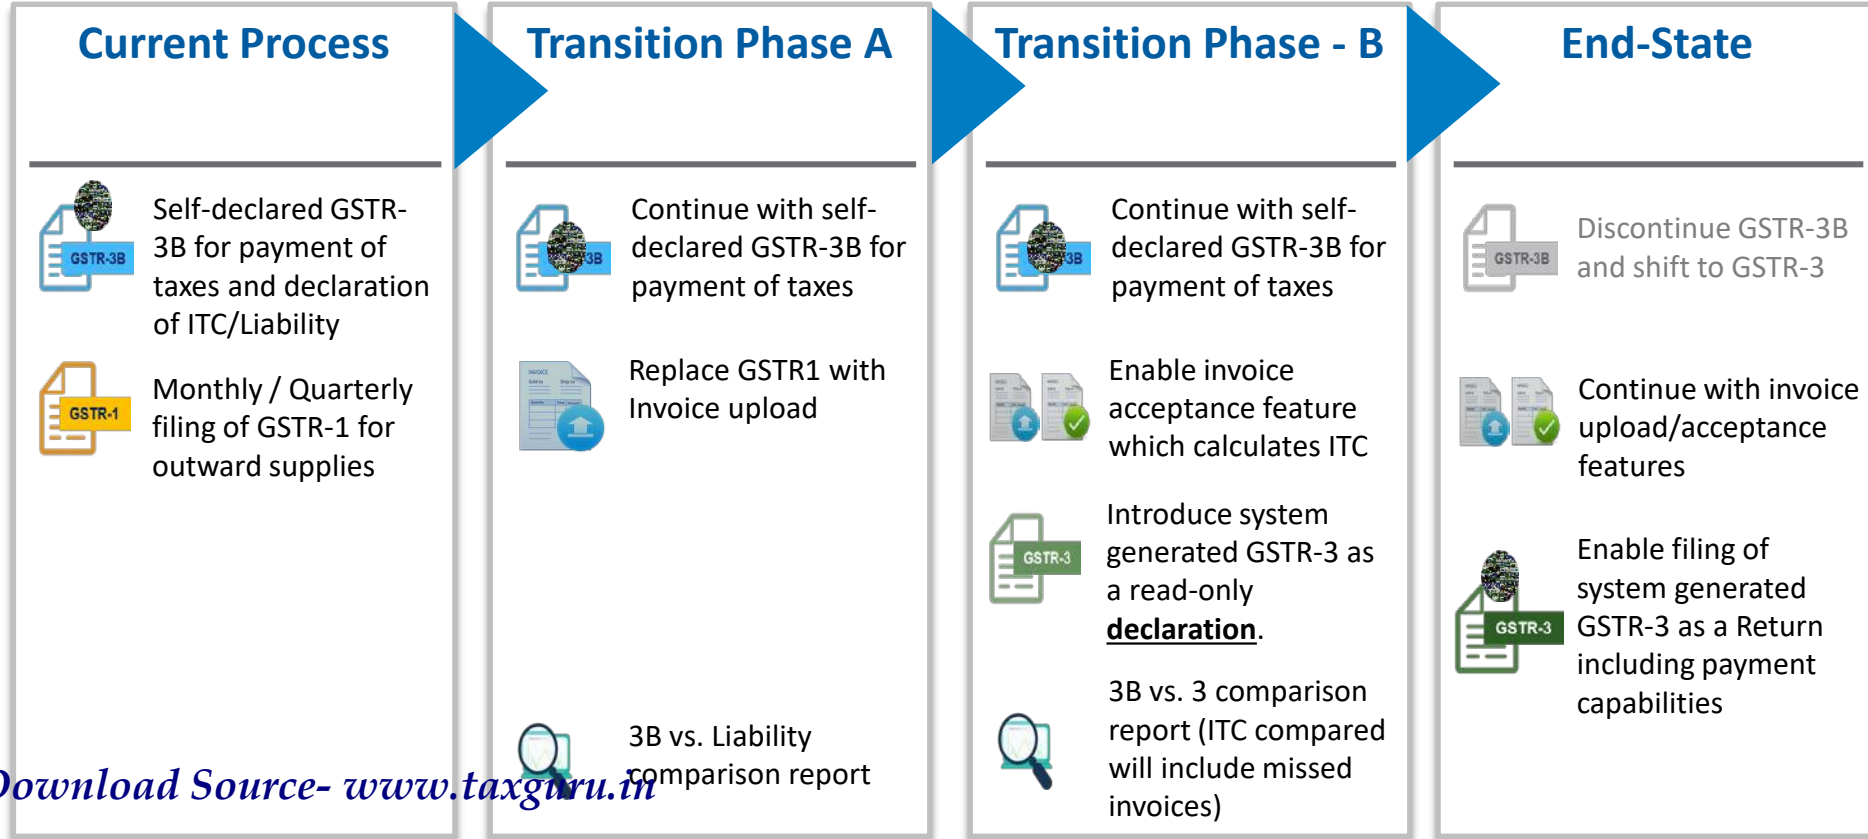 Current Process
Self-declared GSTR-
3B for payment of
taxes and declaration
of ITC/Liability
GSTR-3B
Monthly / Quarterly
filing of GSTR-1 for
outward supplies
GSTR-1
Transition Phase A
Continue with self-
declared GSTR-3B for
payment of taxes
3B
Replace GSTR1 with
Invoice upload
INVOICE
3B vs. Liability
comparison report
Transition Phase - B
Continue with self-
declared GSTR-3B for
payment of taxes
3B
Enable invoice
acceptance feature
which calculates ITC
Introduce system
generated GSTR-3 as
a read-only
declaration.
GSTR-3
3B vs. 3 comparison
report (ITC compared
will include missed
invoices)
End-State
Discontinue GSTR-3B
and shift to GSTR-3
GSTR-3B
Continue with invoice
upload/acceptance
features
Enable filing of
system generated
GSTR-3 as a Return
including payment
capabilities
GSTR-3
Download Source- www.taxguru.in